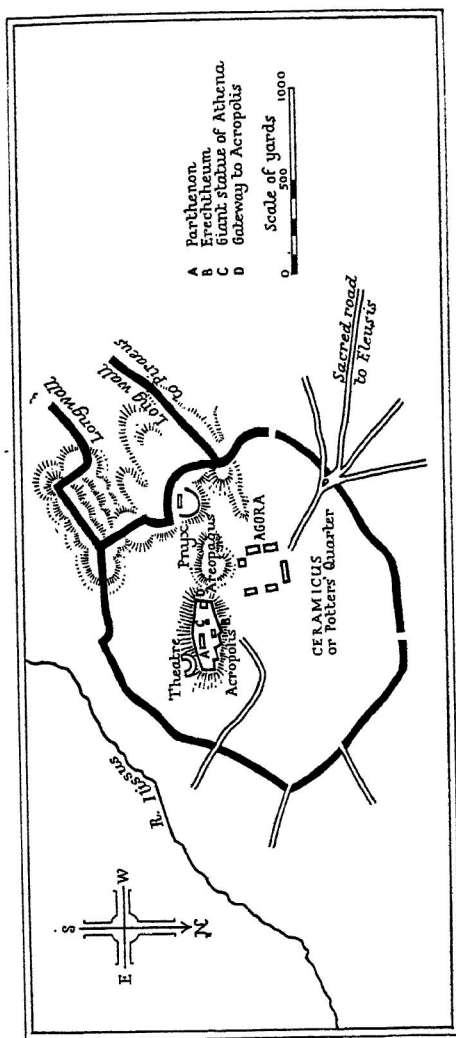 A Parthenon
B Erechtheum
C Giant statue of Athena
D Gateway to Acropolis
Scale of yards
0 500 1000
Long wall
Long wall
to Piraeus
Pnyx
Areopagus
Theatre
A
C
D
B
Acropolis
AGORA
CERAMICUS
or Potters' Quarter
Sacred road
to Eleusis
R. Ilissus
S
E
W
N